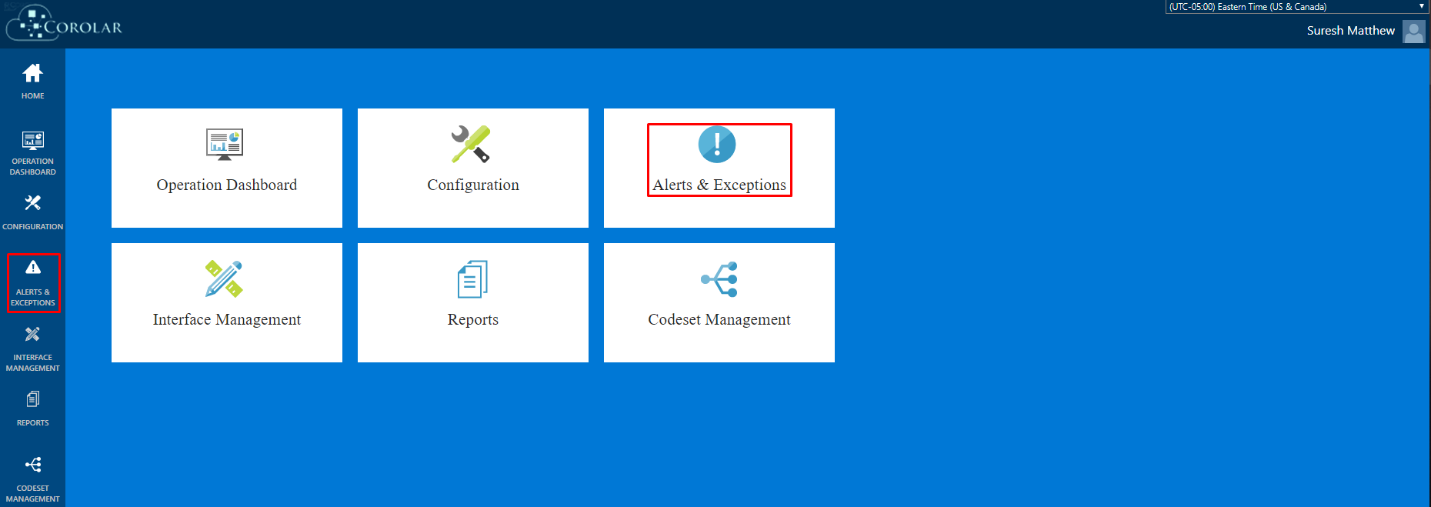 (UTC-05:00) Eastern Time (US & Canada)
COROLAR
Suresh Matthew
HOME
OPERATION
DASHBOARD
CONFIGURATION
ALERTS &
EXCEPTIONS
INTERFACE
MANAGEMENT
REPORTS
CODESET
MANAGEMENT
Operation Dashboard
Configuration
Alerts & Exceptions
Interface Management
Reports
Codeset Management